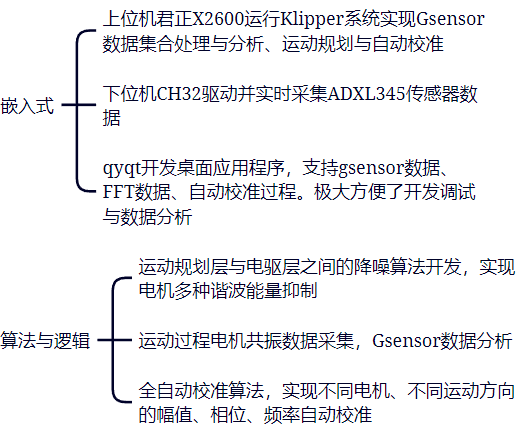 上位机君正X2600运行Klipper系统实现Gsensor
数据集合处理与分析、运动规划与自动校准
嵌入式
下位机CH32驱动并实时采集ADXL345传感器数
据
qyqt开发桌面应用程序，支持gsensor数据、
FFT数据、自动校准过程。极大方便了开发调试
与数据分析
运动规划层与电驱层之间的降噪算法开发，实现
电机多种谐波能量抑制
算法与逻辑
运动过程电机共振数据采集，Gsensor数据分析
全自动校准算法，实现不同电机、不同运动方向
的幅值、相位、频率自动校准